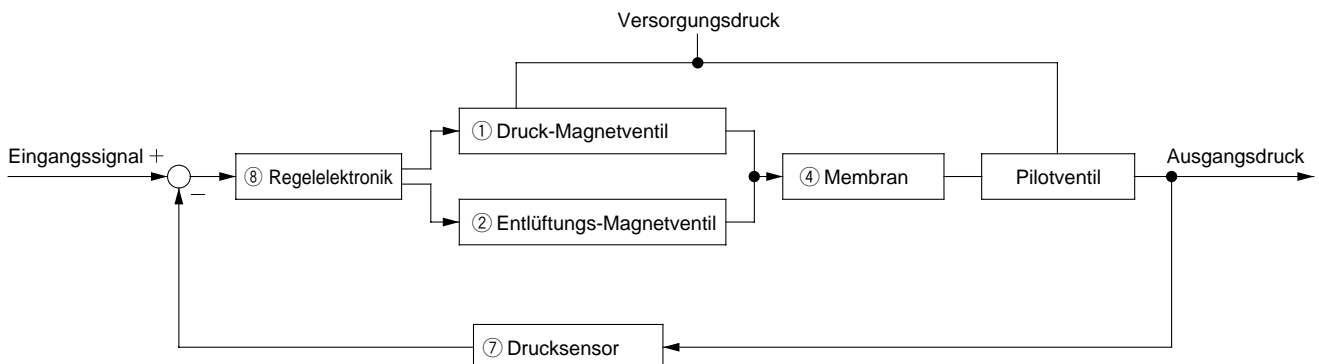 Versorgungsdruck
① Druck-Magnetventil
Eingangssignal +
−
⑧ Regelelektronik
④ Membran
Pilotventil
Ausgangsdruck
② Entlüftungs-Magnetventil
⑦ Drucksensor